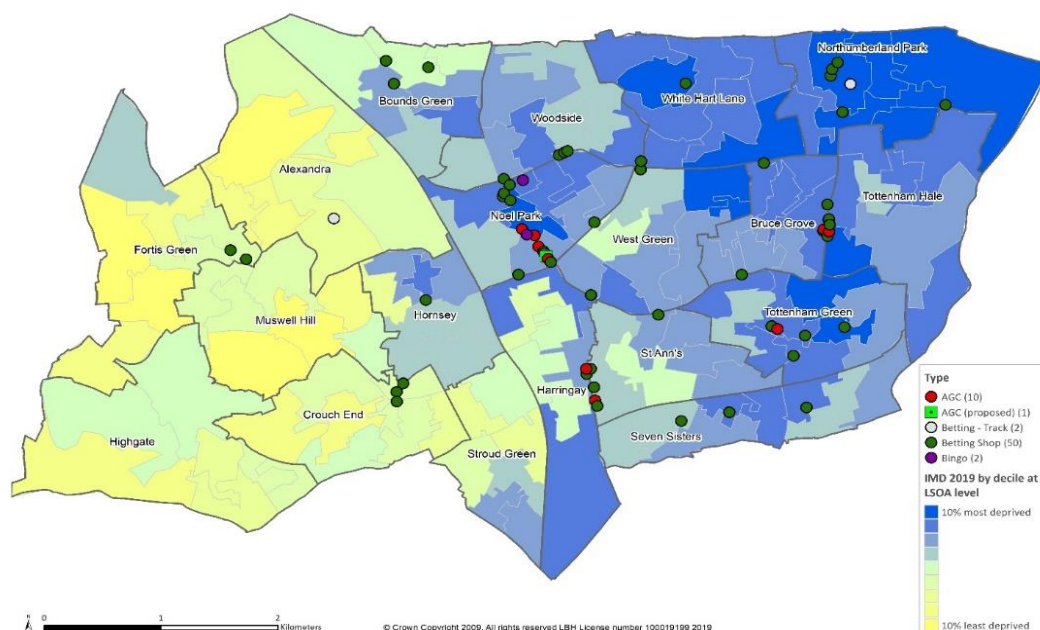 Northumberland Park
Bounds Green
White Hart Lane
Woodside
Alexandra
Tottenham Hale
Noel Park
Bruce Grove
West Green
Fortis Green
Hornsey
Tottenham Green
Muswell Hill
St Ann's
Harringay
Crouch End
Highgate
Seven Sisters
Stroud Green
Type
AGC (10)
AGC (proposed) (1)
Betting - Track (2)
Betting Shop (50)
Bingo (2)
IMD 2019 by decile at
LSOA level
10% most deprived
10% least deprived
N
0 1 2
Kilometers
© Crown Copyright 2009. All rights reserved LBH License number 100019199 2019